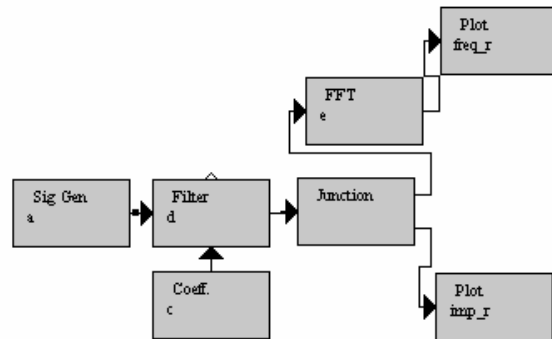 Plot
freq_r
FFT
e
Sig Gen
a
Filter
d
Junction
Coeff.
c
Plot
imp_r